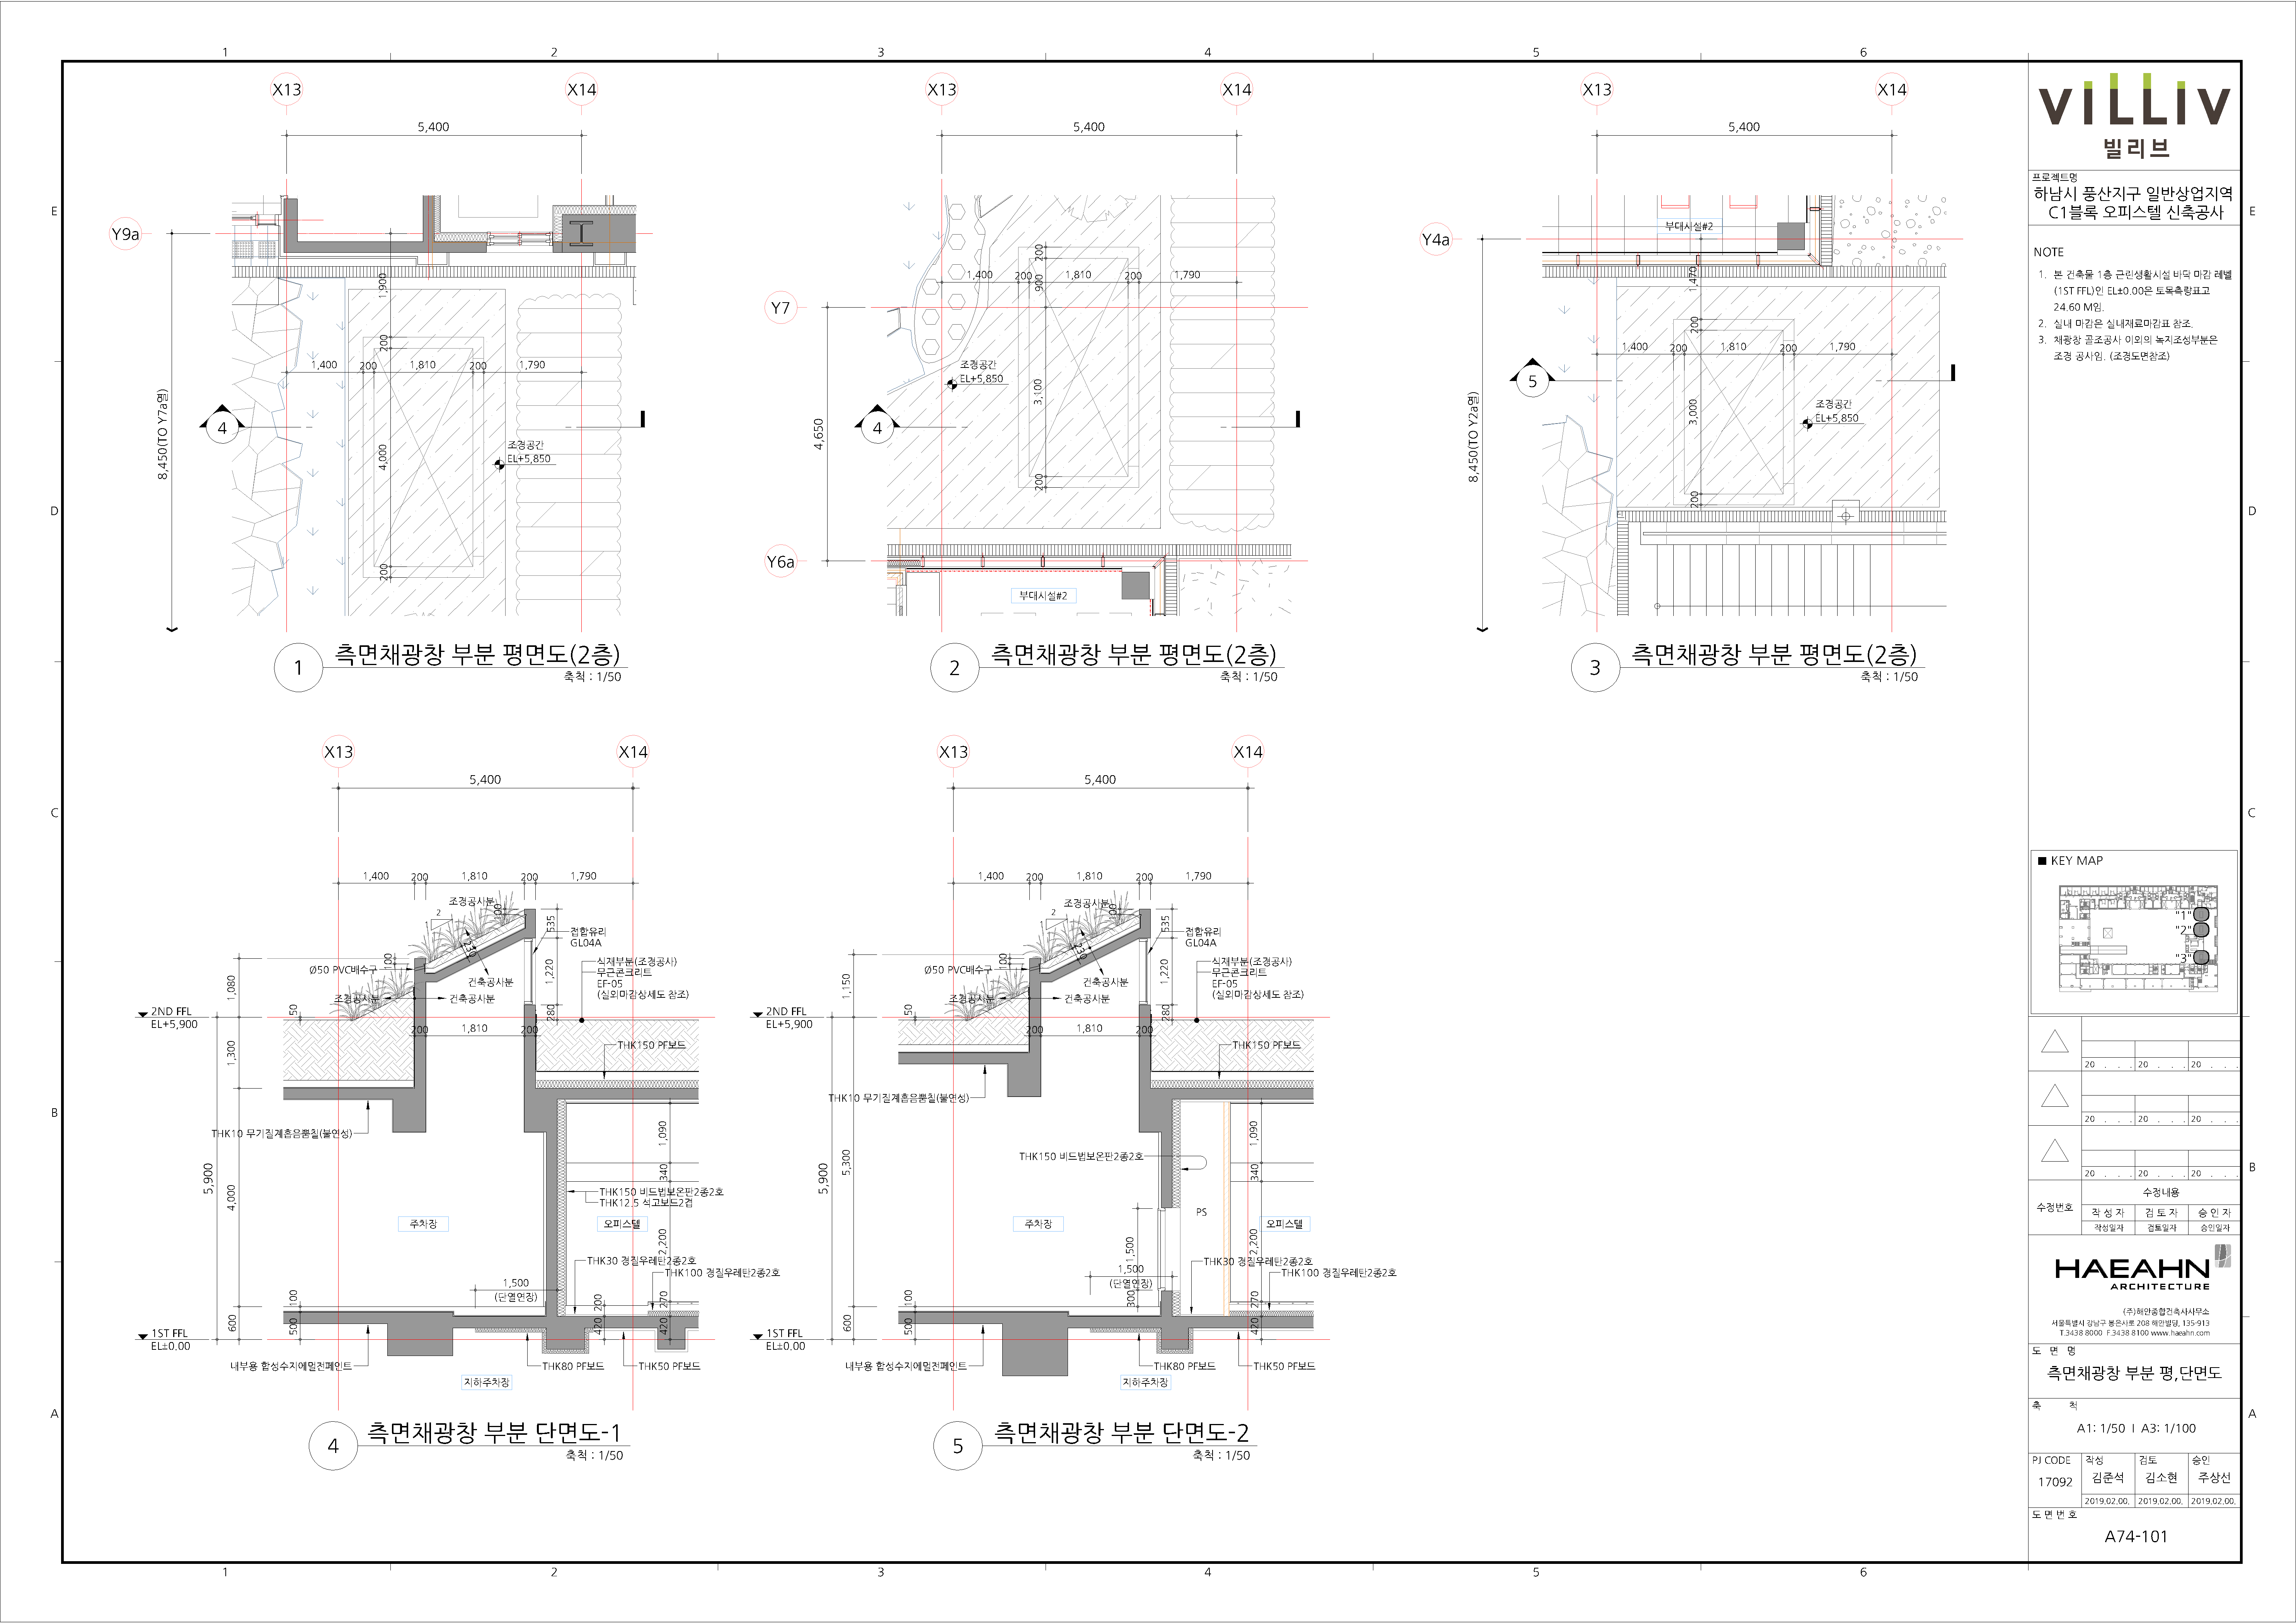 1 2 3 4 5 6
E
D
C
B
A
X13 X14
5,400
Y9a
8,450(TO Y7a열)
1,900
200
1,400 200 1,810 200 1,790
4,000
200
4
조경공간
EL+5,850
1
측면채광창 부분 평면도(2층)
축척 : 1/50
X13 X14
5,400
Y7
Y6a
4,650
200
1,400 200 1,810 200 1,790
900
3,100
200
4
조경공간
EL+5,850
부대시설#2
2
측면채광창 부분 평면도(2층)
축척 : 1/50
X13 X14
5,400
Y4a
8,450(TO Y2a열)
부대시설#2
1,470
200
1,400 200 1,810 200 1,790
3,000
200
5
조경공간
EL+5,850
3
측면채광창 부분 평면도(2층)
축척 : 1/50
X13 X14
5,400
1,400 200 1,810 200 1,790
조경공사분
2
100
535
230
접합유리
GL04A
100
Ø50 PVC배수구
건축공사분
1,220
식재부분(조경공사)
무근콘크리트
EF-05
(실외마감상세도 참조)
1,080
조경공사분
건축공사분
50
280
2ND FFL
EL+5,900
200 1,810 200
1,300
THK150 PF보드
THK10 무기질계흡음뿜칠(불연성)
1,090
340
5,900
4,000
THK150 비드법보온판2종2호
THK12.5 석고보드2겹
주차장
오피스텔
2,200
THK30 경질우레탄2종2호
THK100 경질우레탄2종2호
1,500
(단열연장)
100
200
270
600
500
420
420
1ST FFL
EL±0.00
내부용 합성수지에멀전페인트
THK80 PF보드
THK50 PF보드
지하주차장
4
측면채광창 부분 단면도-1
축척 : 1/50
X13 X14
5,400
1,400 200 1,810 200 1,790
조경공사분
2
100
535
230
접합유리
GL04A
100
Ø50 PVC배수구
건축공사분
1,220
식재부분(조경공사)
무근콘크리트
EF-05
(실외마감상세도 참조)
1,150
조경공사분
건축공사분
50
280
2ND FFL
EL+5,900
200 1,810 200
THK150 PF보드
THK10 무기질계흡음뿜칠(불연성)
1,090
THK150 비드법보온판2종2호
340
5,900
5,300
PS
주차장
오피스텔
1,500
2,200
THK30 경질우레탄2종2호
THK100 경질우레탄2종2호
1,500
(단열연장)
100
300
270
600
500
420
1ST FFL
EL±0.00
내부용 합성수지에멀전페인트
THK80 PF보드
THK50 PF보드
지하주차장
5
측면채광창 부분 단면도-2
축척 : 1/50
1 2 3 4 5 6
E
D
C
B
A
VILLIV
빌리브
프로젝트명
하남시 풍산지구 일반상업지역
C1블록 오피스텔 신축공사
NOTE
1. 본 건축물 1층 근린생활시설 바닥 마감 레벨
(1ST FFL)인 EL±0.00은 토목측량표고
24.60 M임.
2. 실내 마감은 실내재료마감표 참조.
3. 채광창 골조공사 이외의 녹지조성부분은
조경 공사임. (조경도면참조)
■ KEY MAP
"1"
"2"
"3"
20 . . . 20 . . . 20 . . .
20 . . . 20 . . . 20 . . .
20 . . . 20 . . . 20 . . .
수정번호
수정내용
작 성 자 검 토 자 승 인 자
작성일자 검토일자 승인일자
HAEAHN
ARCHITECTURE
(주)해안종합건축사사무소
서울특별시 강남구 봉은사로 208 해안빌딩, 135-913
T.3438 8000 F.3438 8100 www.haeahn.com
도 면 명
측면채광창 부분 평,단면도
축 척
A1: 1/50 I A3: 1/100
PJ CODE 작성 검토 승인
17092 김준석 김소현 주상선
2019.02.00. 2019.02.00. 2019.02.00.
도 면 번 호
A74-101